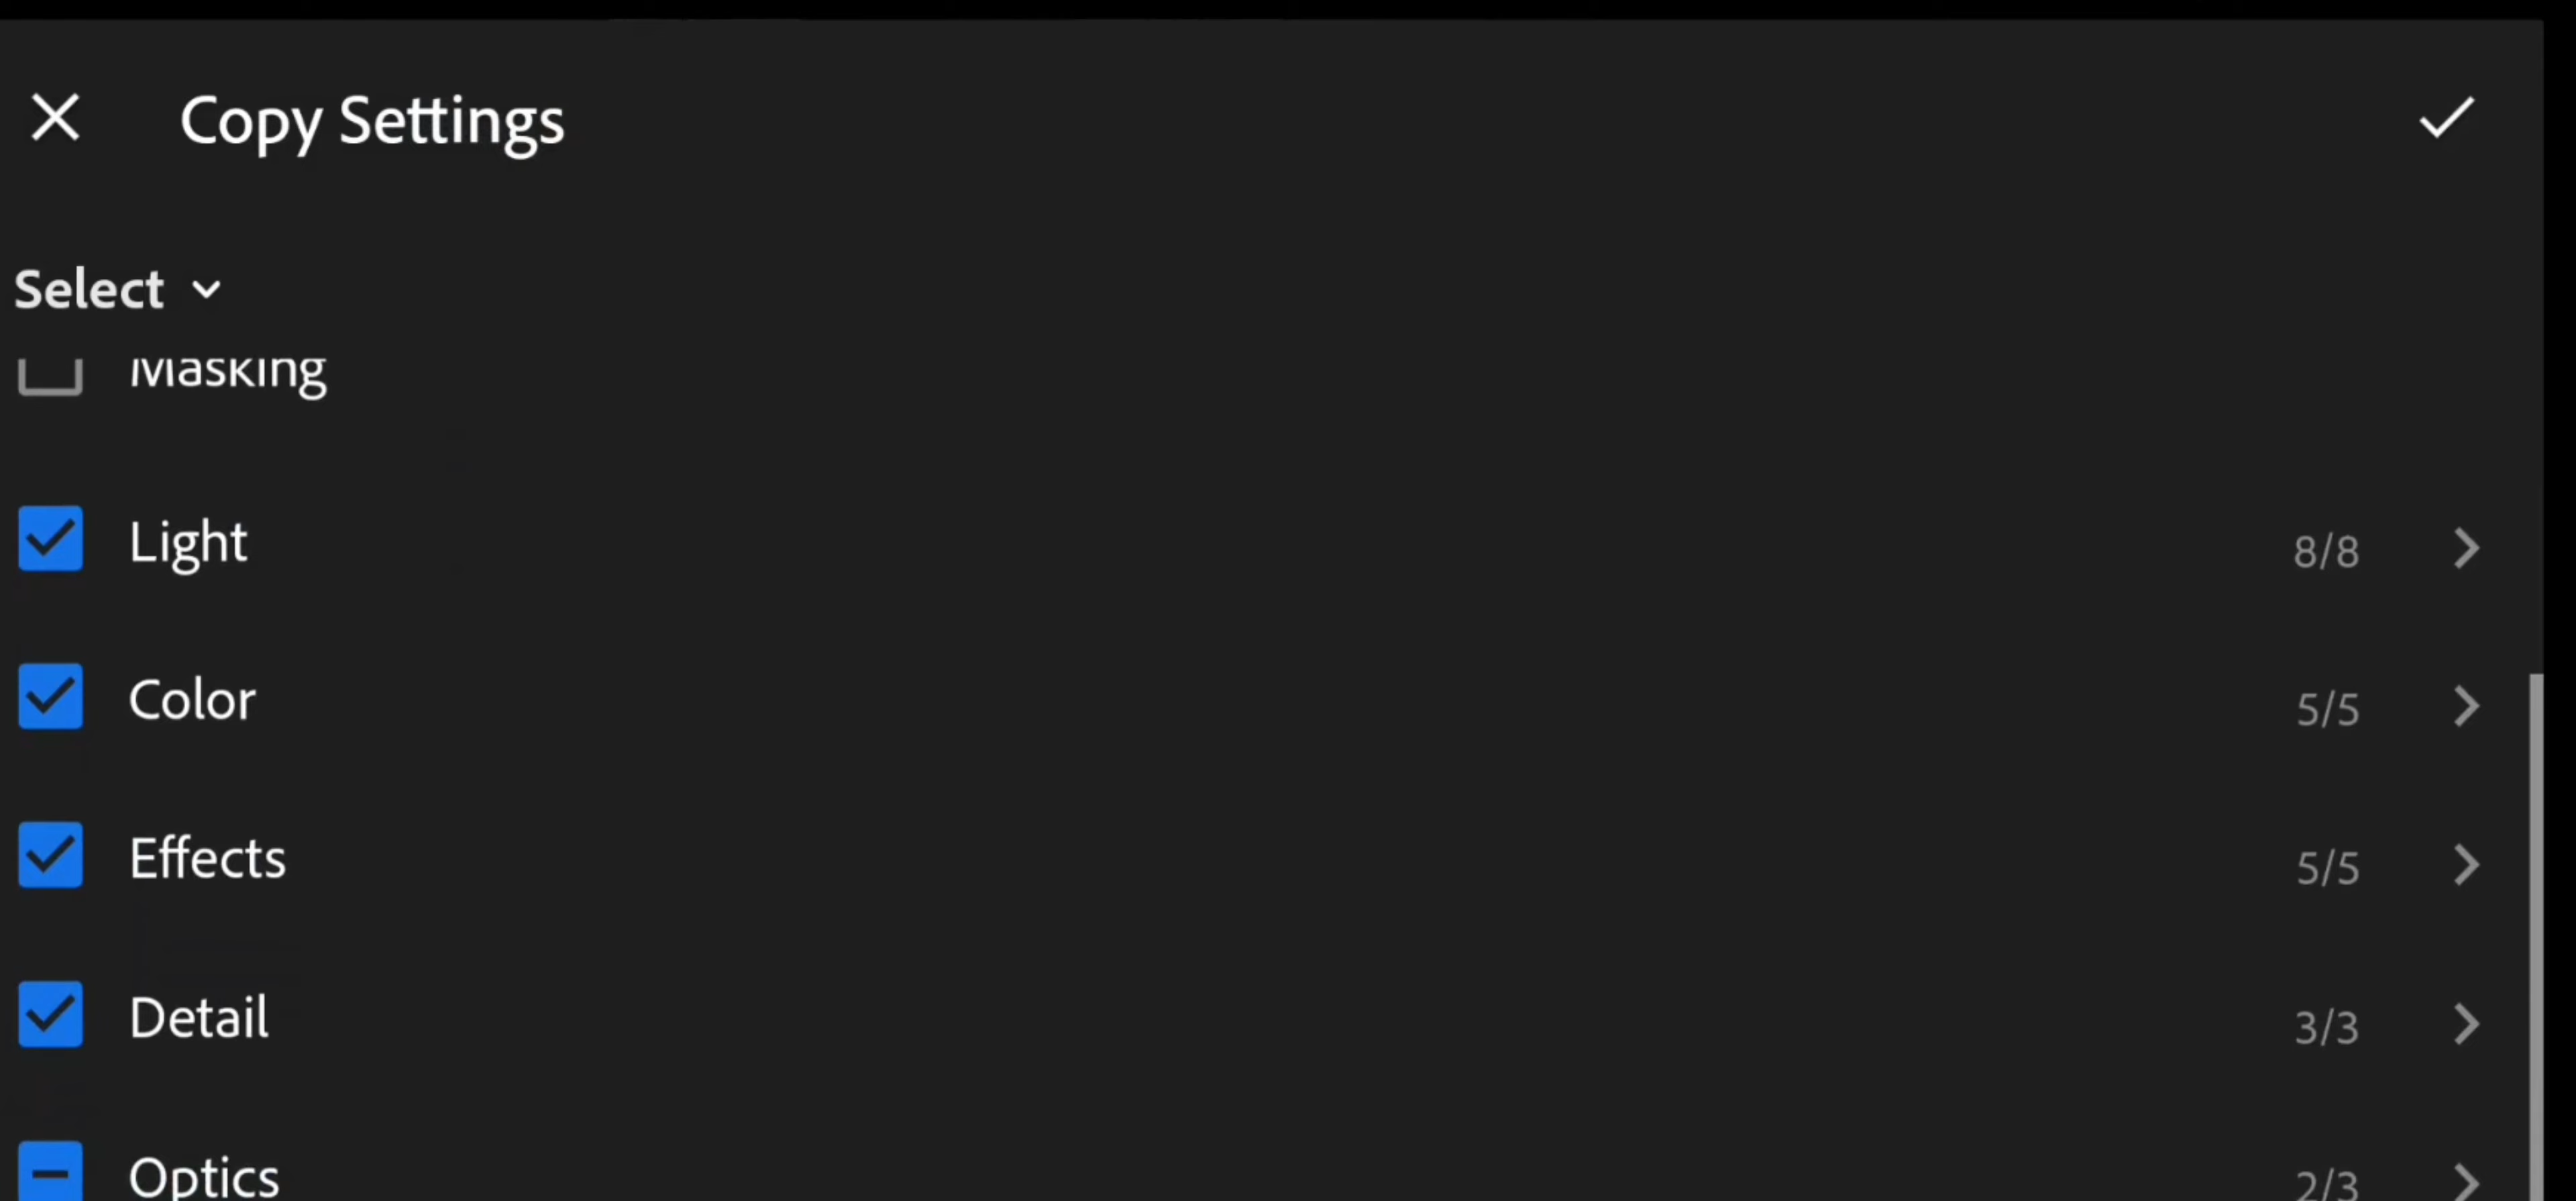 Copy Settings
Select
Masking
Light
8/8
Color
5/5
Effects
5/5
Detail
3/3
Optics
2/3